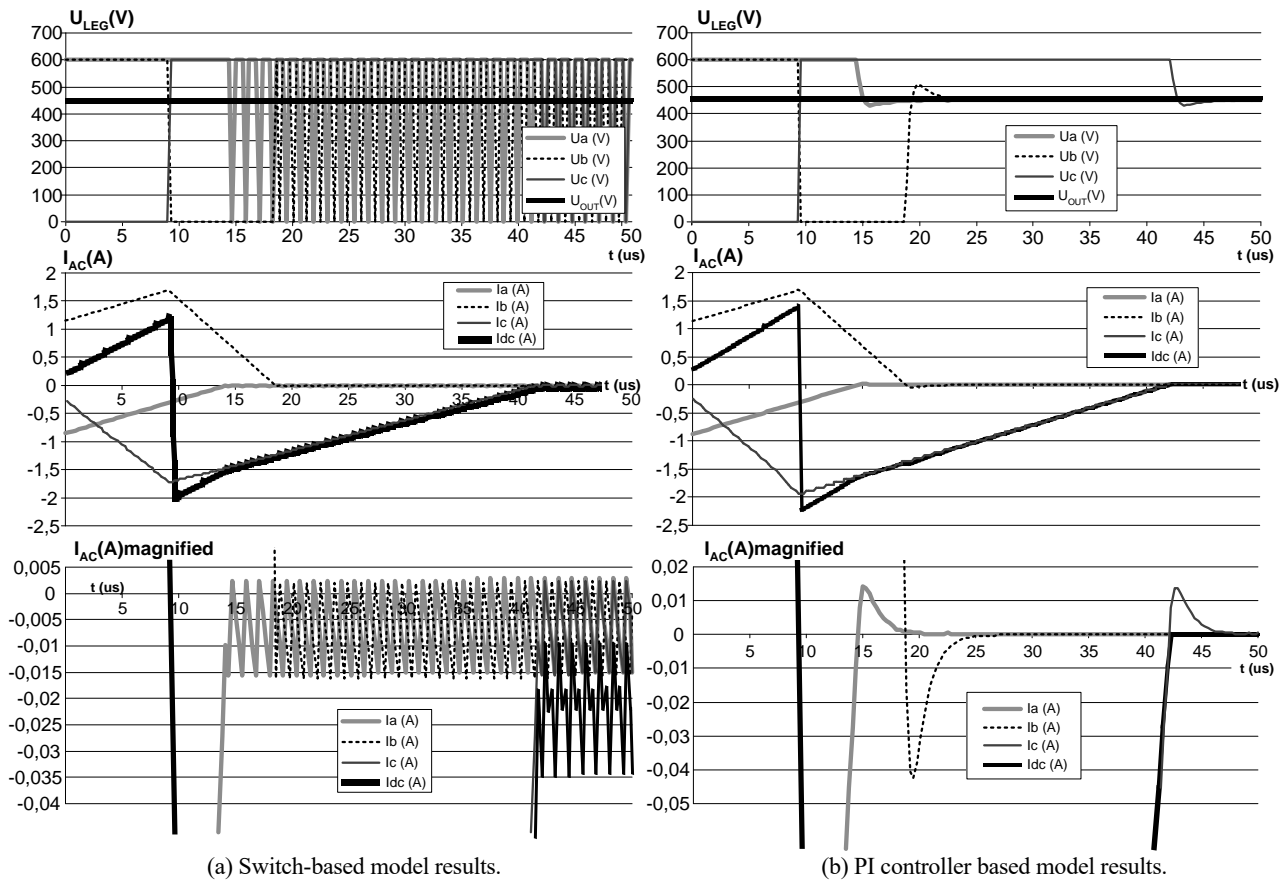 U_LEG(V)
700
600
500
400
300
200
100
0
0 5 10 15 20 25 30 35 40 45 50
t (us)
Ua (V)
Ub (V)
Uc (V)
U_OUT(V)
I_AC(A)
2
1,5
1
0,5
0
-0,5
-1
-1,5
-2
-2,5
t (us)
5 10 15 20 25 30 35 40 45 50
Ia (A)
Ib (A)
Ic (A)
Idc (A)
I_AC(A)magnified
0,005
0
-0,005
-0,01
-0,015
-0,02
-0,025
-0,03
-0,035
-0,04
t (us)
5 10 15 20 25 30 35 40 45 50
Ia (A)
Ib (A)
Ic (A)
Idc (A)
(a) Switch-based model results.
U_LEG(V)
700
600
500
400
300
200
100
0
0 5 10 15 20 25 30 35 40 45 50
t (us)
Ua (V)
Ub (V)
Uc (V)
U_OUT(V)
I_AC(A)
2
1,5
1
0,5
0
-0,5
-1
-1,5
-2
-2,5
t (us)
5 10 15 20 25 30 35 40 45 50
Ia (A)
Ib (A)
Ic (A)
Idc (A)
I_AC(A)magnified
0,02
0,01
0
-0,01
-0,02
-0,03
-0,04
-0,05
5 10 15 20 25 30 35 40 45 50
t (us)
Ia (A)
Ib (A)
Ic (A)
Idc (A)
(b) PI controller based model results.